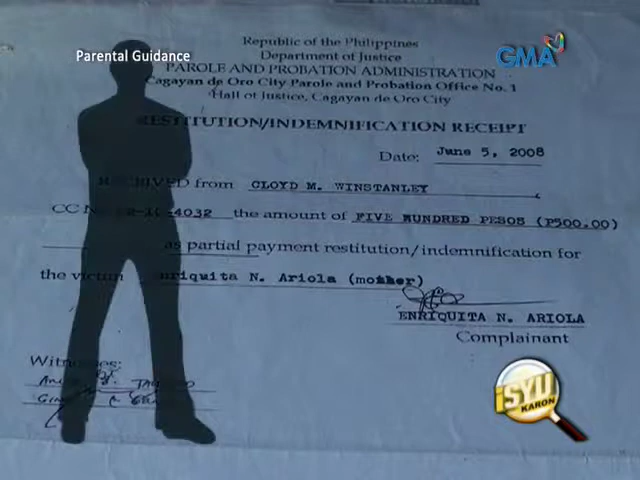 Parental Guidance
GMA
Republic of the Philippines
Department of Justice
PAROLE AND PROBATION ADMINISTRATION
Cagayan de Oro City Parole and Probation Office No. 1
Hall of Justice, Cagayan de Oro City
RESTITUTION/INDEMNIFICATION RECEIPT
Date: June 5, 2008
RECEIVED from CLOYD M. WINSTANLEY
CC 4032 the amount of FIVE HUNDRED PESOS (P500.00)
as partial payment restitution/indemnification for
the victim Enriquita N. Ariola (mother)
ENRIQUITA N. ARIOLA
Complainant
Witnesses:
iSYU
KARON